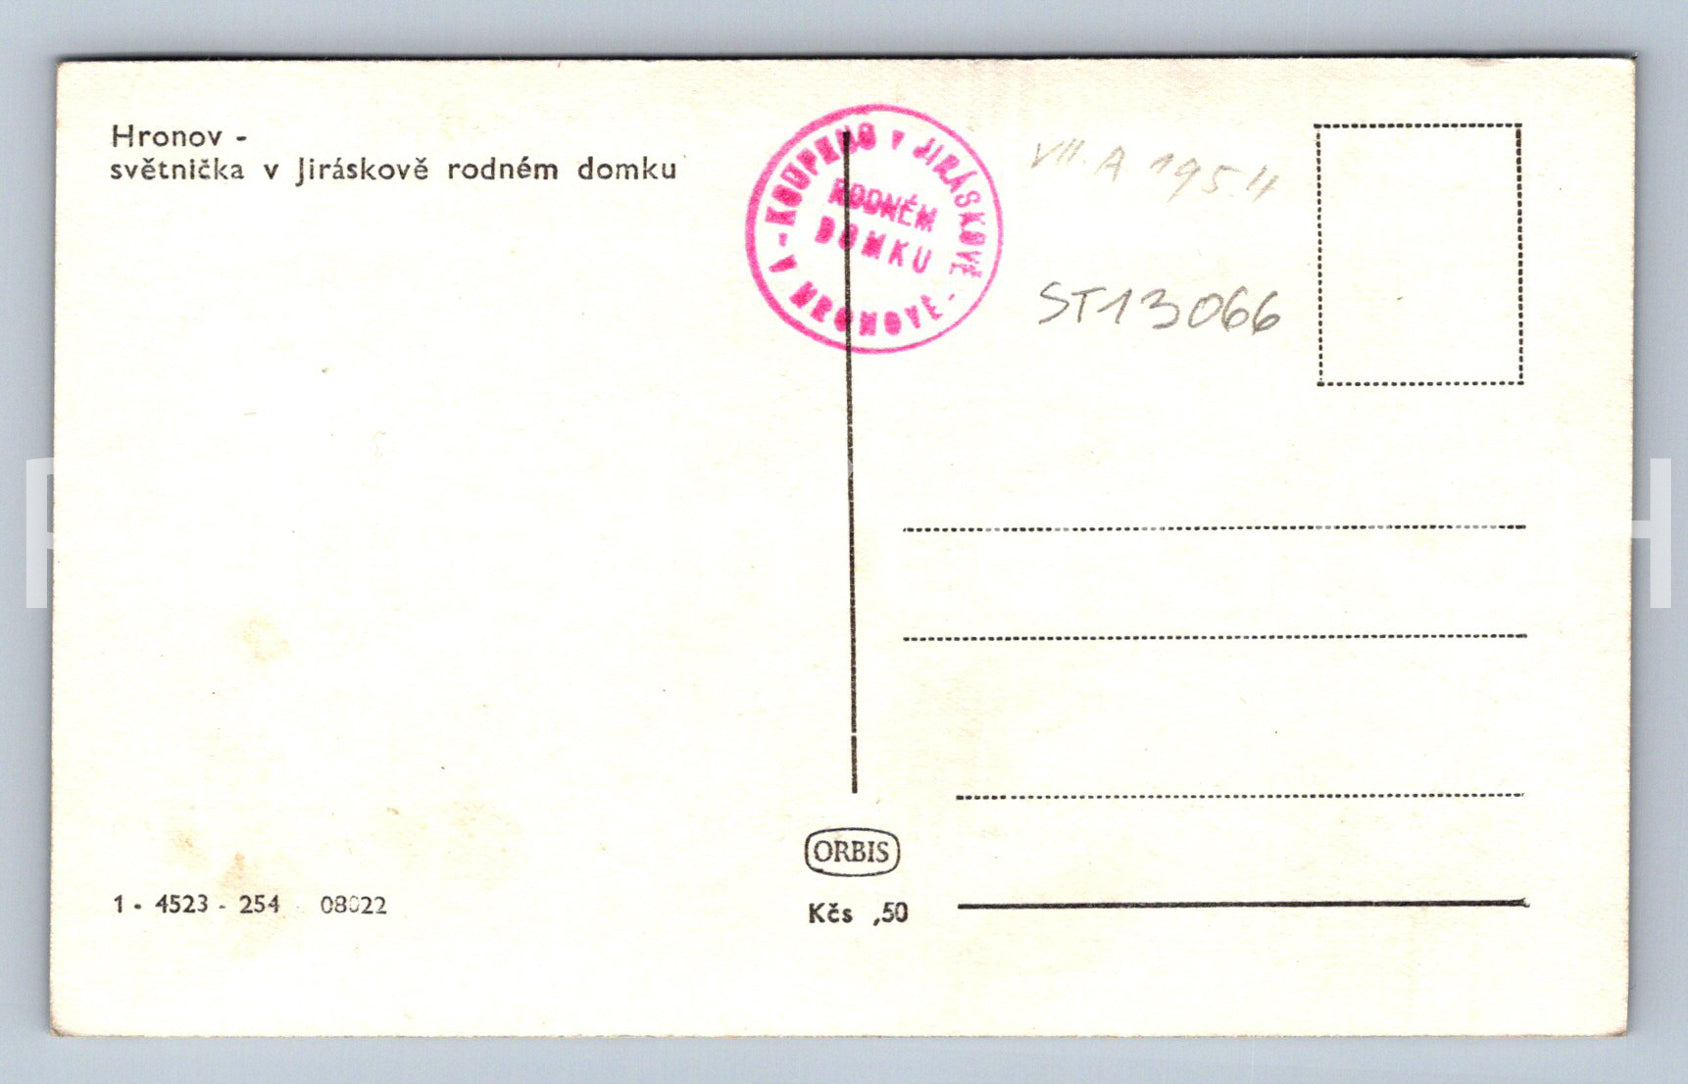 Hronov -
světnička v Jiráskově rodném domku
- KOUPENO V JIRÁSKOVĚ -
RODNÉM
DOMKU
V HRONOVĚ
VII. A 1954
ST13066
ORBIS
Kčs ,50
1 - 4523 - 254 08022